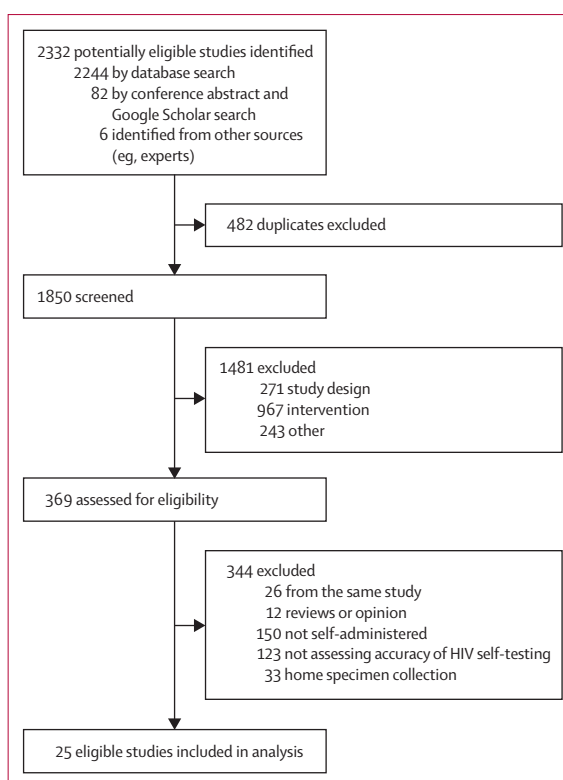 2332 potentially eligible studies identified
2244 by database search
82 by conference abstract and
Google Scholar search
6 identified from other sources
(eg, experts)
482 duplicates excluded
1850 screened
1481 excluded
271 study design
967 intervention
243 other
369 assessed for eligibility
344 excluded
26 from the same study
12 reviews or opinion
150 not self-administered
123 not assessing accuracy of HIV self-testing
33 home specimen collection
25 eligible studies included in analysis